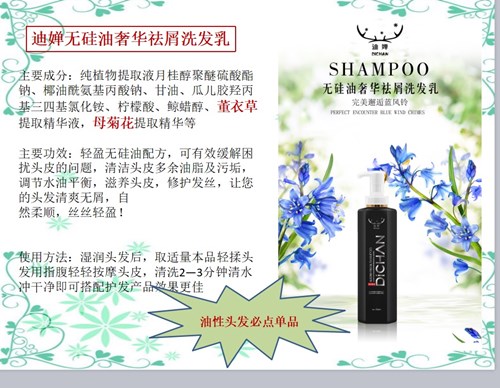 迪婵无硅油奢华祛屑洗发乳
主要成分：纯植物提取液月桂醇聚醚硫酸酯
钠、椰油酰氨基丙酸钠、甘油、瓜儿胶羟丙
基三四基氯化铵、柠檬酸、鲸蜡醇、薰衣草
提取精华液，母菊花提取精华等
主要功效：轻盈无硅油配方，可有效缓解困
扰头皮的问题，清洁头皮多余油脂及污垢，
调节水油平衡，滋养头皮，修护发丝，让您
的头发清爽无屑，自
然柔顺，丝丝轻盈！
使用方法：湿润头发后，取适量本品轻揉头
发用指腹轻轻按摩头皮，清洗2—3分钟清水
冲干净即可搭配护发产品效果更佳
油性头发必点单品
迪婵
DICHAN
SHAMPOO
无硅油奢华祛屑洗发乳
完美邂逅蓝风铃
PERFECT ENCOUNTER BLUE WIND CHIMES
DICHAN